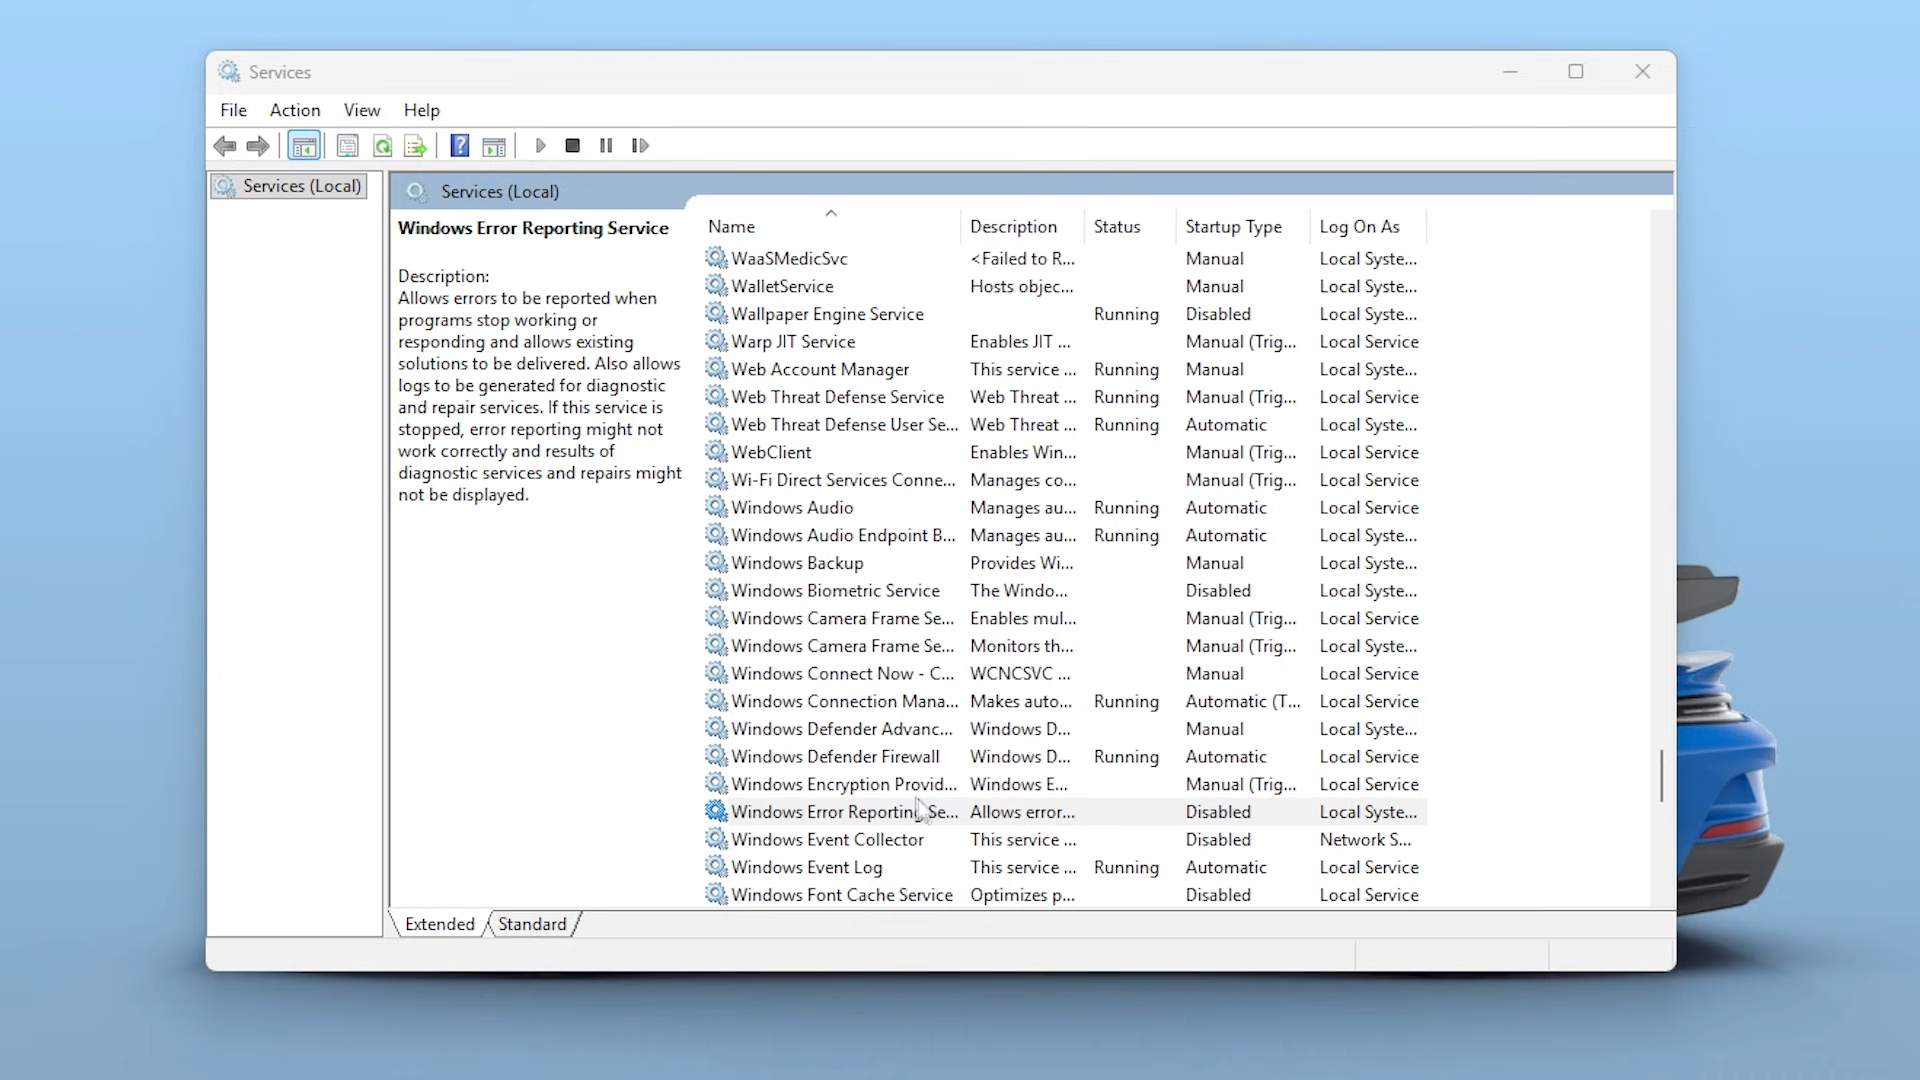 Services
File Action View Help
Services (Local)
Services (Local)
Windows Error Reporting Service
Description:
Allows errors to be reported when
programs stop working or
responding and allows existing
solutions to be delivered. Also allows
logs to be generated for diagnostic
and repair services. If this service is
stopped, error reporting might not
work correctly and results of
diagnostic services and repairs might
not be displayed.
Name Description Status Startup Type Log On As
WaaSMedicSvc <Failed to R... Manual Local Syste...
WalletService Hosts objec... Manual Local Syste...
Wallpaper Engine Service Running Disabled Local Syste...
Warp JIT Service Enables JIT ... Manual (Trig... Local Service
Web Account Manager This service ... Running Manual Local Syste...
Web Threat Defense Service Web Threat ... Running Manual (Trig... Local Service
Web Threat Defense User Se... Web Threat ... Running Automatic Local Syste...
WebClient Enables Win... Manual (Trig... Local Service
Wi-Fi Direct Services Conne... Manages co... Manual (Trig... Local Service
Windows Audio Manages au... Running Automatic Local Service
Windows Audio Endpoint B... Manages au... Running Automatic Local Syste...
Windows Backup Provides Wi... Manual Local Syste...
Windows Biometric Service The Windo... Disabled Local Syste...
Windows Camera Frame Se... Enables mul... Manual (Trig... Local Service
Windows Camera Frame Se... Monitors th... Manual (Trig... Local Syste...
Windows Connect Now - C... WCNCSVC ... Manual Local Service
Windows Connection Mana... Makes auto... Running Automatic (T... Local Service
Windows Defender Advanc... Windows D... Manual Local Syste...
Windows Defender Firewall Windows D... Running Automatic Local Service
Windows Encryption Provid... Windows E... Manual (Trig... Local Service
Windows Error Reporting Se... Allows error... Disabled Local Syste...
Windows Event Collector This service ... Disabled Network S...
Windows Event Log This service ... Running Automatic Local Service
Windows Font Cache Service Optimizes p... Disabled Local Service
Extended Standard